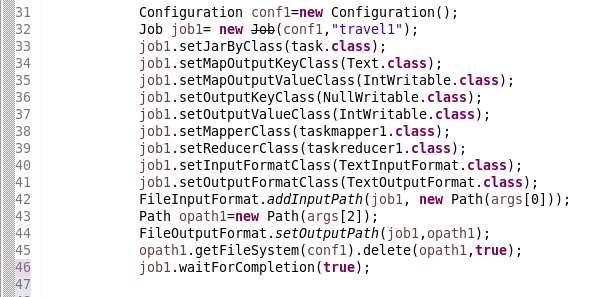 31 Configuration conf1=new Configuration();
32 Job job1= new Job(conf1,"travel1");
33 job1.setJarByClass(task.class);
34 job1.setMapOutputKeyClass(Text.class);
35 job1.setMapOutputValueClass(IntWritable.class);
36 job1.setOutputKeyClass(NullWritable.class);
37 job1.setOutputValueClass(IntWritable.class);
38 job1.setMapperClass(taskmapper1.class);
39 job1.setReducerClass(taskreducer1.class);
40 job1.setInputFormatClass(TextInputFormat.class);
41 job1.setOutputFormatClass(TextOutputFormat.class);
42 FileInputFormat.addInputPath(job1, new Path(args[0]));
43 Path opath1=new Path(args[2]);
44 FileOutputFormat.setOutputPath(job1,opath1);
45 opath1.getFileSystem(conf1).delete(opath1,true);
46 job1.waitForCompletion(true);
47